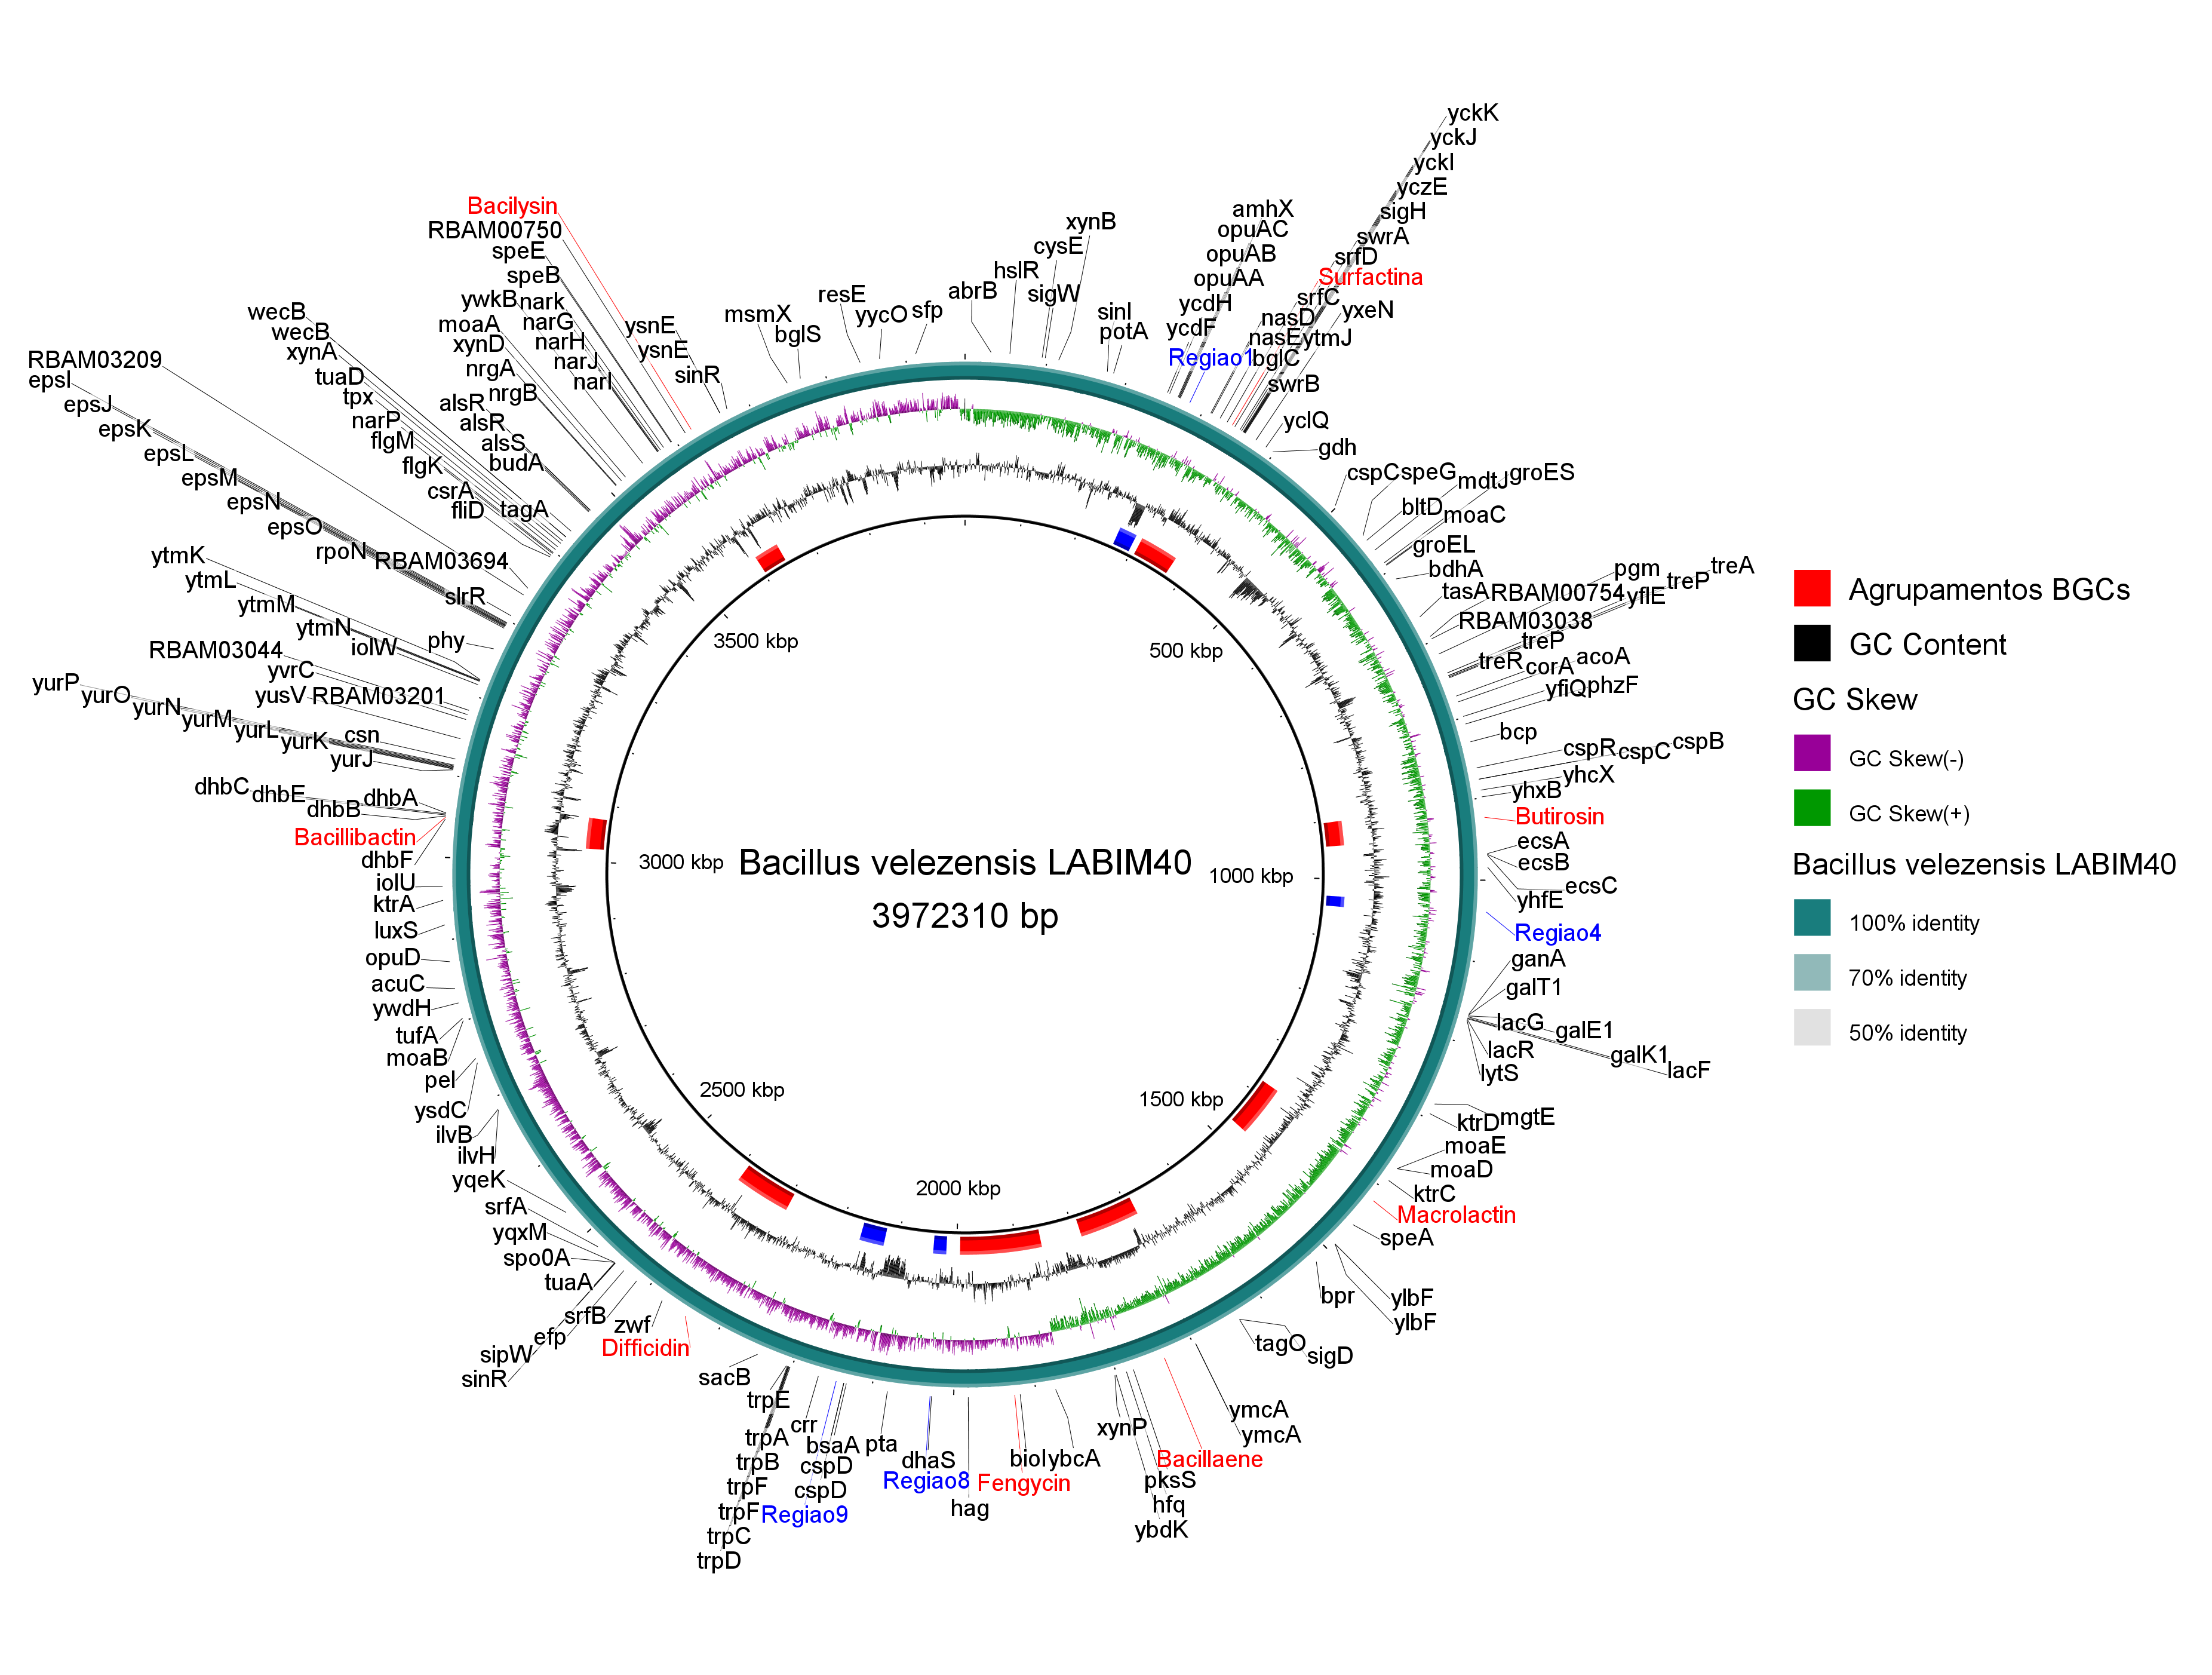 yckK
yckJ
yckI
yczE
sigH
swrA
srfD
Surfactina
srfC
yxeN
nasD
nasE
ytmJ
bglC
swrB
yclQ
gdh
amhX
opuAC
opuAB
opuAA
ycdH
ycdF
Regiao1
xynB
cysE
hslR
sigW
abrB
sinI
potA
sfp
yycO
resE
bglS
msmX
sinR
ysnE
ysnE
Bacilysin
RBAM00750
speE
speB
ywkB
nark
narG
moaA
narH
xynD
narJ
nrgA
narI
nrgB
alsR
alsR
alsS
budA
wecB
wecB
xynA
tuaD
tpx
narP
flgM
flgK
csrA
fliD
tagA
RBAM03209
epsI
epsJ
epsK
epsL
epsM
epsN
epsO
rpoN
RBAM03694
slrR
ytmK
ytmL
ytmM
ytmN
iolW
phy
RBAM03044
yvrC
yusV
RBAM03201
yurP
yurO
yurN
yurM
yurL
yurK
csn
yurJ
dhbC
dhbE
dhbB
dhbA
Bacillibactin
dhbF
iolU
ktrA
luxS
opuD
acuC
ywdH
tufA
moaB
pel
ysdC
ilvB
ilvH
yqeK
srfA
yqxM
spo0A
tuaA
srfB
efp
sipW
sinR
zwf
Difficidin
sacB
trpE
trpA
trpB
trpF
trpF
trpC
trpD
crr
bsaA
cspD
cspD
Regiao9
pta
dhaS
Regiao8
hag
Fengycin
bioI
ybcA
xynP
Bacillaene
pksS
hfq
ybdK
ymcA
ymcA
tagO
sigD
bpr
ylbF
ylbF
speA
Macrolactin
ktrC
moaD
moaE
ktrD
mgtE
lytS
lacR
lacG
galE1
galK1
lacF
galT1
ganA
Regiao4
yhfE
ecsC
ecsB
ecsA
Butirosin
yhxB
yhcX
cspR
cspC
cspB
bcp
yfiQ
phzF
corA
acoA
treR
treP
RBAM03038
yflE
treP
treA
pgm
RBAM00754
tasA
bdhA
groEL
moaC
bltD
mdtJ
groES
speG
cspC
500 kbp
1000 kbp
1500 kbp
2000 kbp
2500 kbp
3000 kbp
3500 kbp
Bacillus velezensis LABIM40
3972310 bp
Agrupamentos BGCs
GC Content
GC Skew
GC Skew(-)
GC Skew(+)
Bacillus velezensis LABIM40
100% identity
70% identity
50% identity